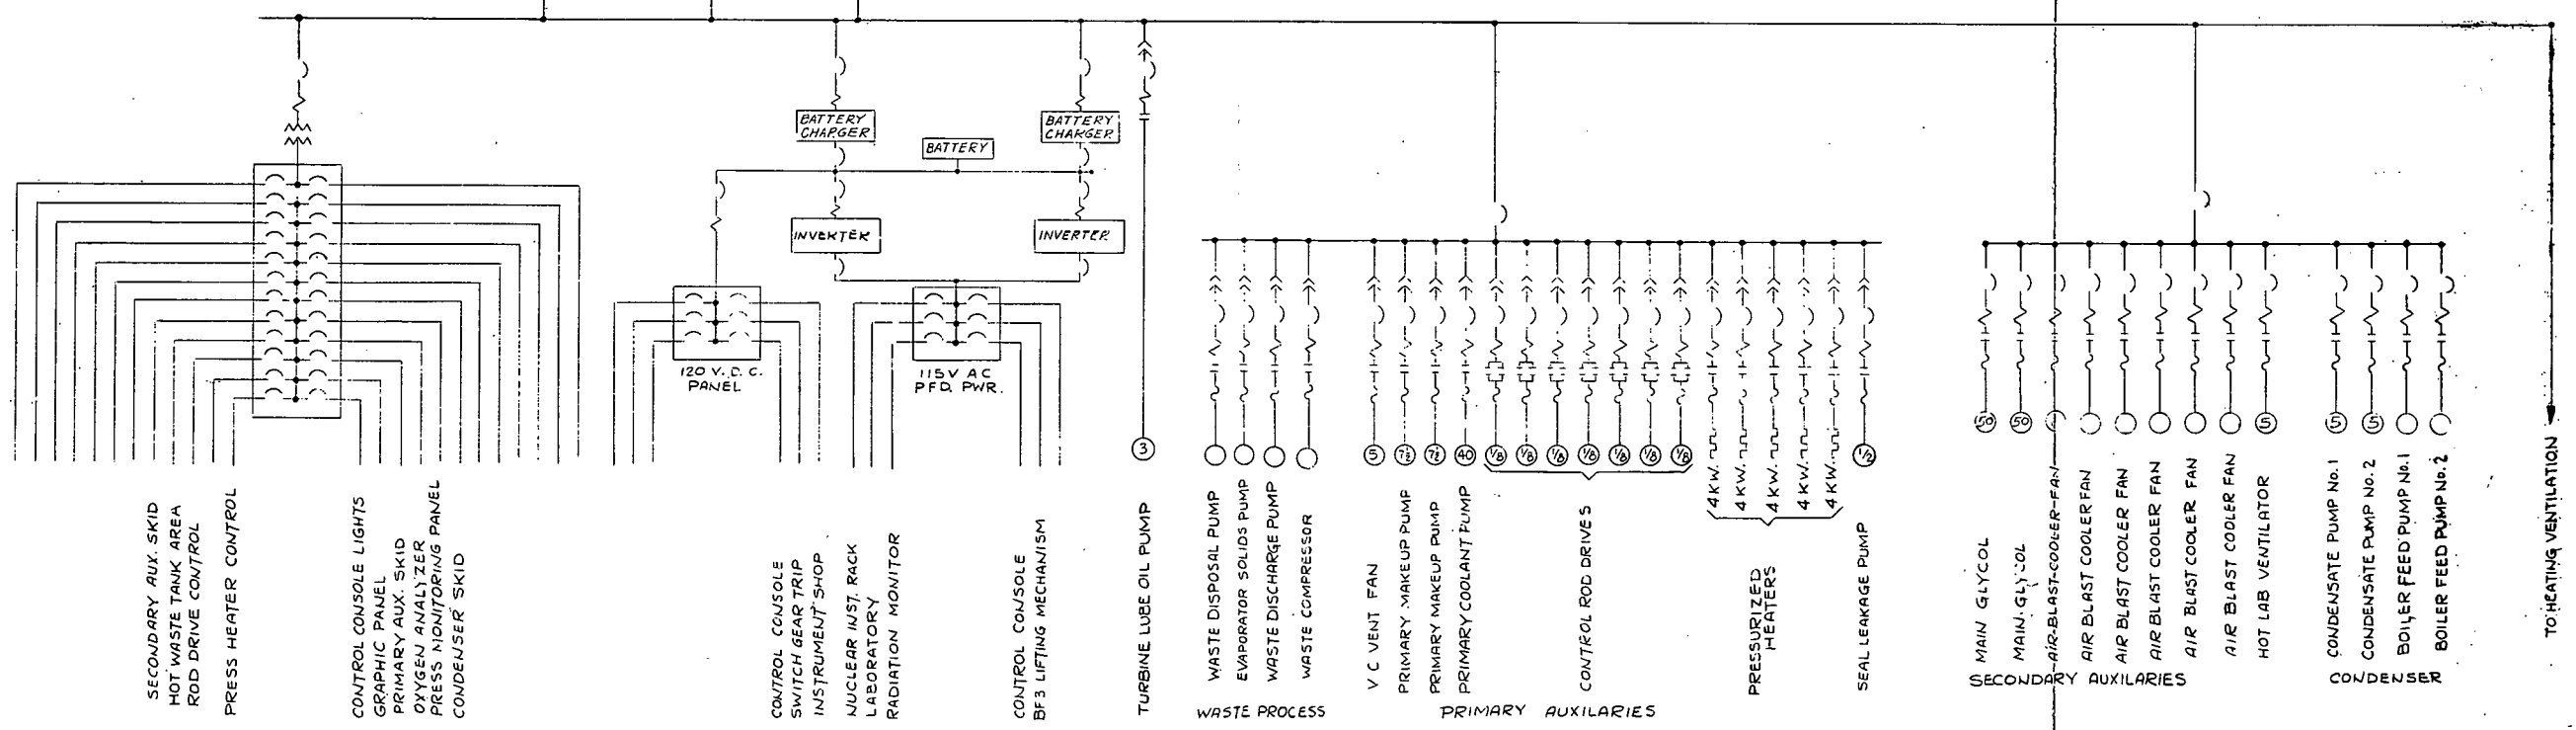 BATTERY
CHARGER
BATTERY
BATTERY
CHARGER
INVERTER
INVERTER
120 V. D. C.
PANEL
115V AC
PFD. PWR.
3
5
7½
7½
40
1/8
1/8
1/8
1/8
1/8
1/8
1/8
4 KW.
4 KW.
4 KW.
4 KW.
4 KW.
1/2
50
50
5
5
5
SECONDARY AUX. SKID
HOT WASTE TANK AREA
ROD DRIVE CONTROL
PRESS HEATER CONTROL
CONTROL CONSOLE LIGHTS
GRAPHIC PANEL
PRIMARY AUX. SKID
OXYGEN ANALYZER
PRESS MONITORING PANEL
CONDENSER SKID
CONTROL CONSOLE
SWITCH GEAR TRIP
INSTRUMENT SHOP
NUCLEAR INST. RACK
LABORATORY
RADIATION MONITOR
CONTROL CONSOLE
BF3 LIFTING MECHANISM
TURBINE LUBE OIL PUMP
WASTE DISPOSAL PUMP
EVAPORATOR SOLIDS PUMP
WASTE DISCHARGE PUMP
WASTE COMPRESSOR
WASTE PROCESS
V C VENT FAN
PRIMARY MAKEUP PUMP
PRIMARY MAKEUP PUMP
PRIMARY COOLANT PUMP
CONTROL ROD DRIVES
PRESSURIZED
HEATERS
SEAL LEAKAGE PUMP
PRIMARY AUXILARIES
MAIN GLYCOL
MAIN GLYCOL
AIR BLAST COOLER FAN
AIR BLAST COOLER FAN
AIR BLAST COOLER FAN
AIR BLAST COOLER FAN
AIR BLAST COOLER FAN
AIR BLAST COOLER FAN
HOT LAB VENTILATOR
SECONDARY AUXILARIES
CONDENSATE PUMP No.1
CONDENSATE PUMP No.2
BOILER FEED PUMP No.1
BOILER FEED PUMP No.2
CONDENSER
TO HEATING VENTILATION